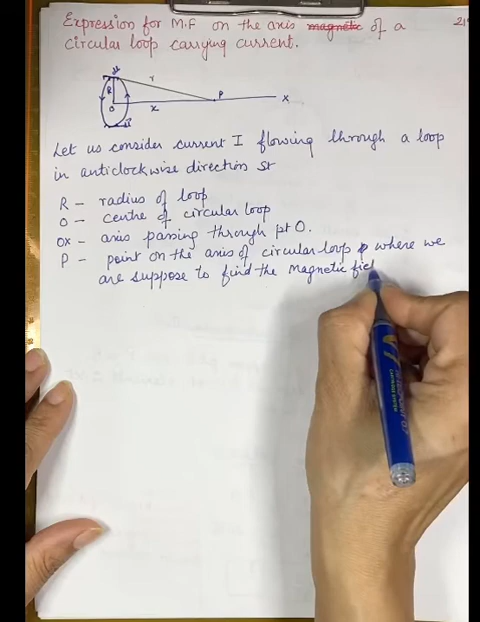 Expression for M.F on the axis magnetic of a
circular loop carrying current.
21
R
r
P
O
x
X
Let us consider current I flowing through a loop
in anticlockwise direction st
R - radius of loop
O - centre of circular loop
OX - axis passing through pt O.
P - point on the axis of circular loop p where we
are suppose to find the Magnetic fiel